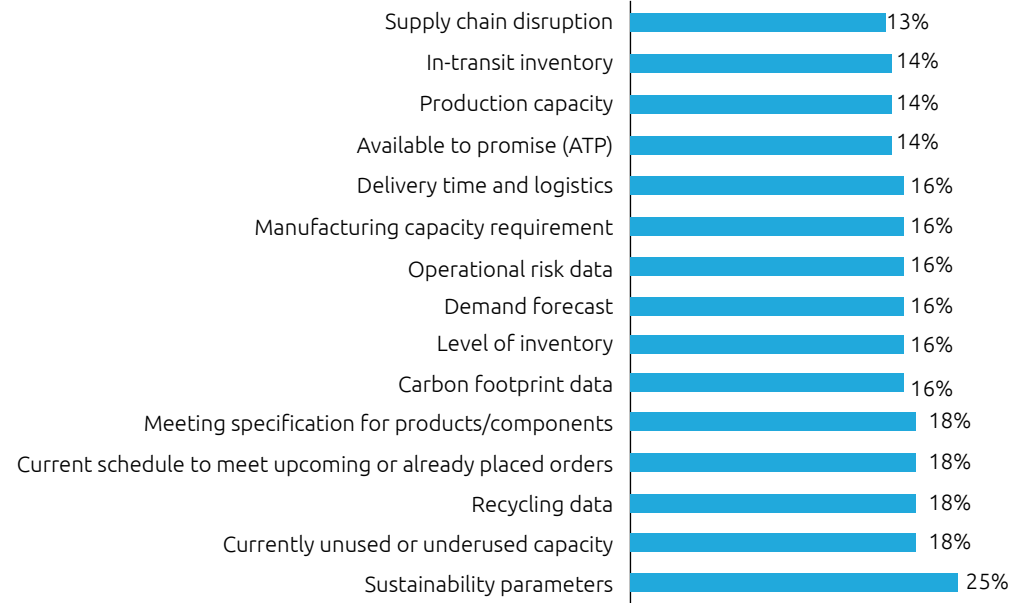 Supply chain disruption 13%
In-transit inventory 14%
Production capacity 14%
Available to promise (ATP) 14%
Delivery time and logistics 16%
Manufacturing capacity requirement 16%
Operational risk data 16%
Demand forecast 16%
Level of inventory 16%
Carbon footprint data 16%
Meeting specification for products/components 18%
Current schedule to meet upcoming or already placed orders 18%
Recycling data 18%
Currently unused or underused capacity 18%
Sustainability parameters 25%